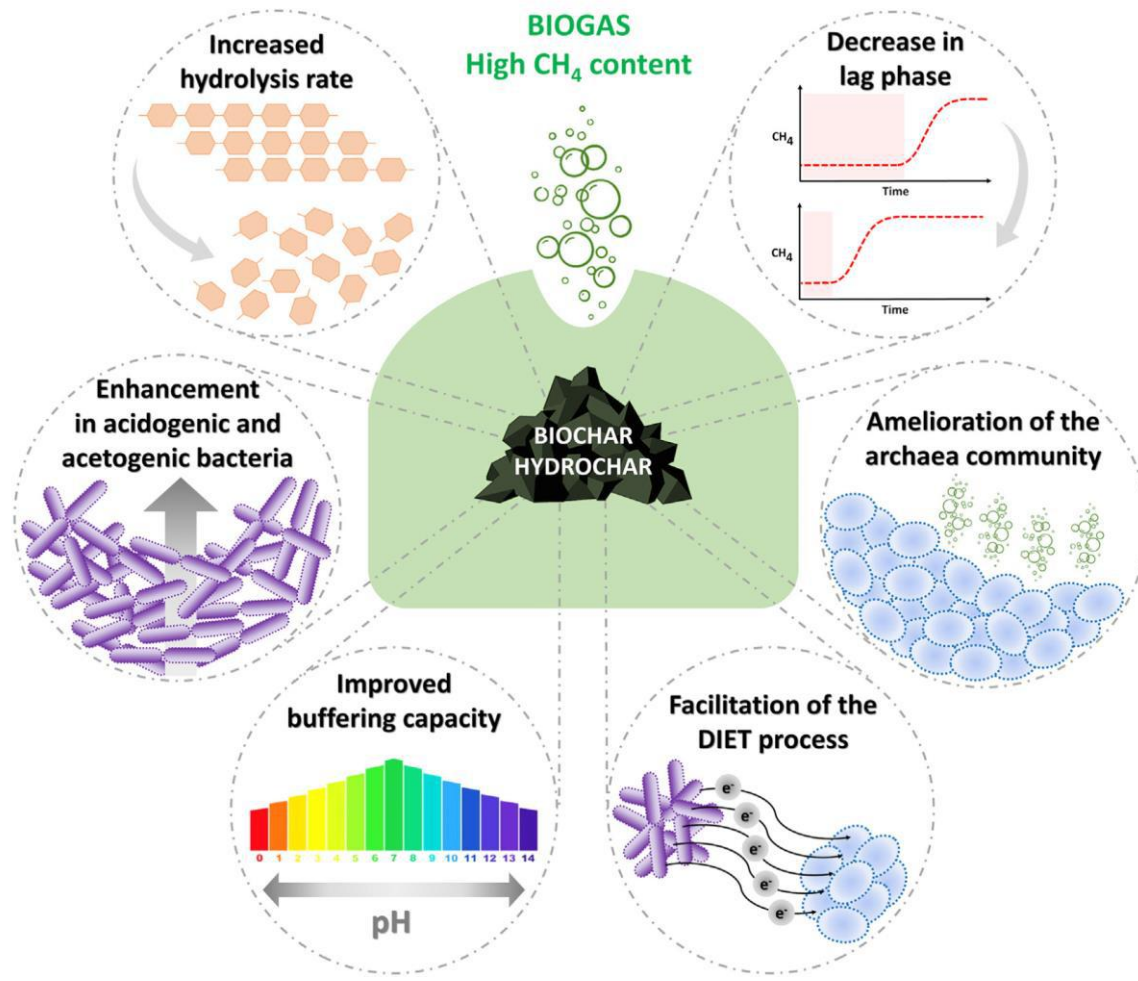 Increased
hydrolysis rate
BIOGAS
High CH₄ content
Decrease in
lag phase
CH₄
Time
CH₄
Time
Enhancement
in acidogenic and
acetogenic bacteria
BIOCHAR
HYDROCHAR
Amelioration of the
archaea community
Improved
buffering capacity
0 1 2 3 4 5 6 7 8 9 10 11 12 13 14
pH
Facilitation of the
DIET process
e⁻
e⁻
e⁻
e⁻
e⁻